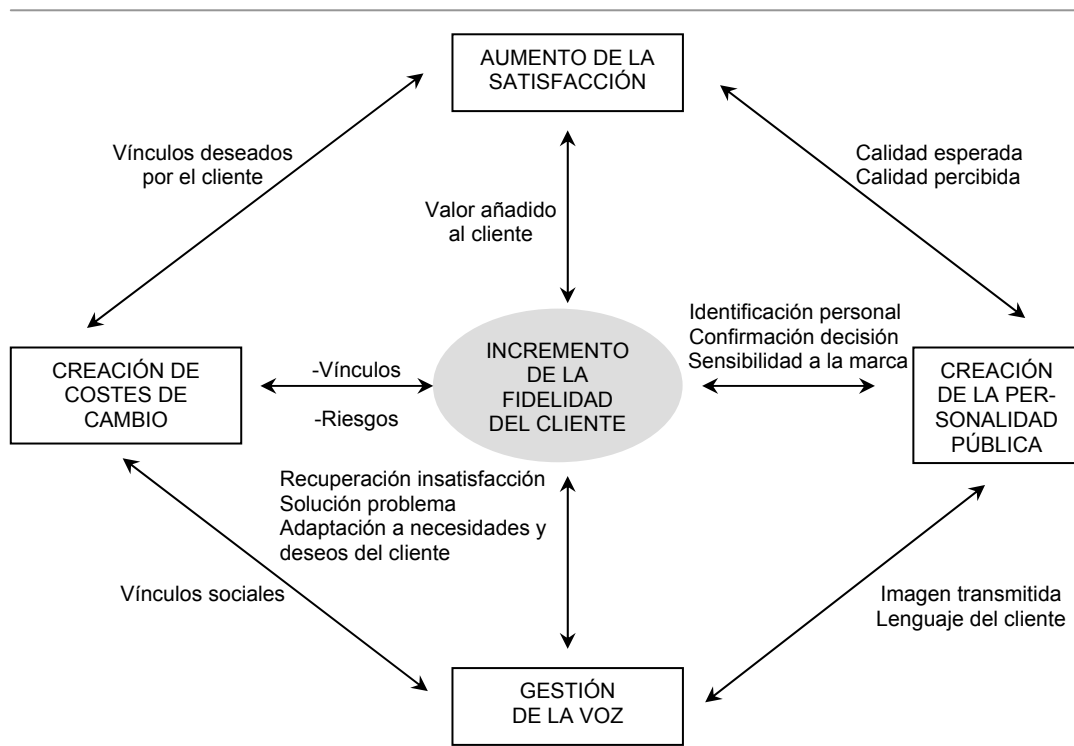 AUMENTO DE LA
SATISFACCIÓN
Vínculos deseados
por el cliente
Calidad esperada
Calidad percibida
Valor añadido
al cliente
Identificación personal
Confirmación decisión
Sensibilidad a la marca
CREACIÓN DE
COSTES DE
CAMBIO
-Vínculos
-Riesgos
INCREMENTO
DE LA
FIDELIDAD
DEL CLIENTE
CREACIÓN
DE LA PER-
SONALIDAD
PÚBLICA
Recuperación insatisfacción
Solución problema
Adaptación a necesidades y
deseos del cliente
Vínculos sociales
Imagen transmitida
Lenguaje del cliente
GESTIÓN
DE LA VOZ